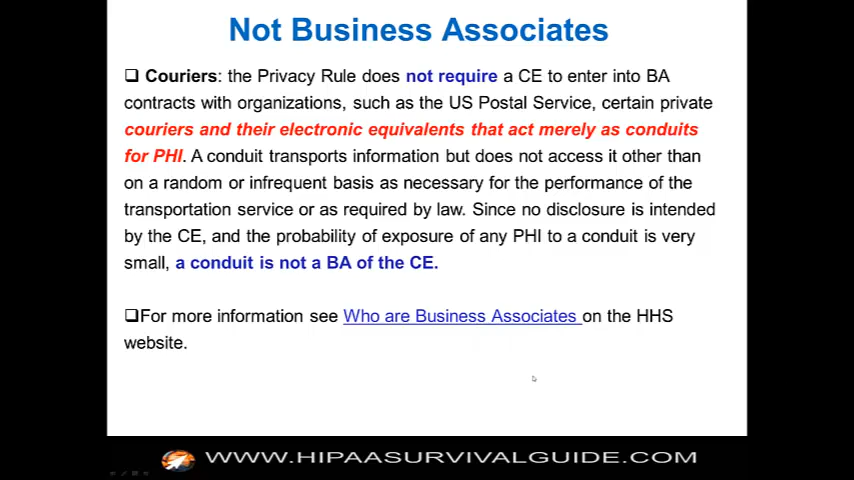 Not Business Associates
❑ Couriers: the Privacy Rule does not require a CE to enter into BA
contracts with organizations, such as the US Postal Service, certain private
couriers and their electronic equivalents that act merely as conduits
for PHI. A conduit transports information but does not access it other than
on a random or infrequent basis as necessary for the performance of the
transportation service or as required by law. Since no disclosure is intended
by the CE, and the probability of exposure of any PHI to a conduit is very
small, a conduit is not a BA of the CE.
❑For more information see Who are Business Associates on the HHS
website.
WWW.HIPAASURVIVALGUIDE.COM